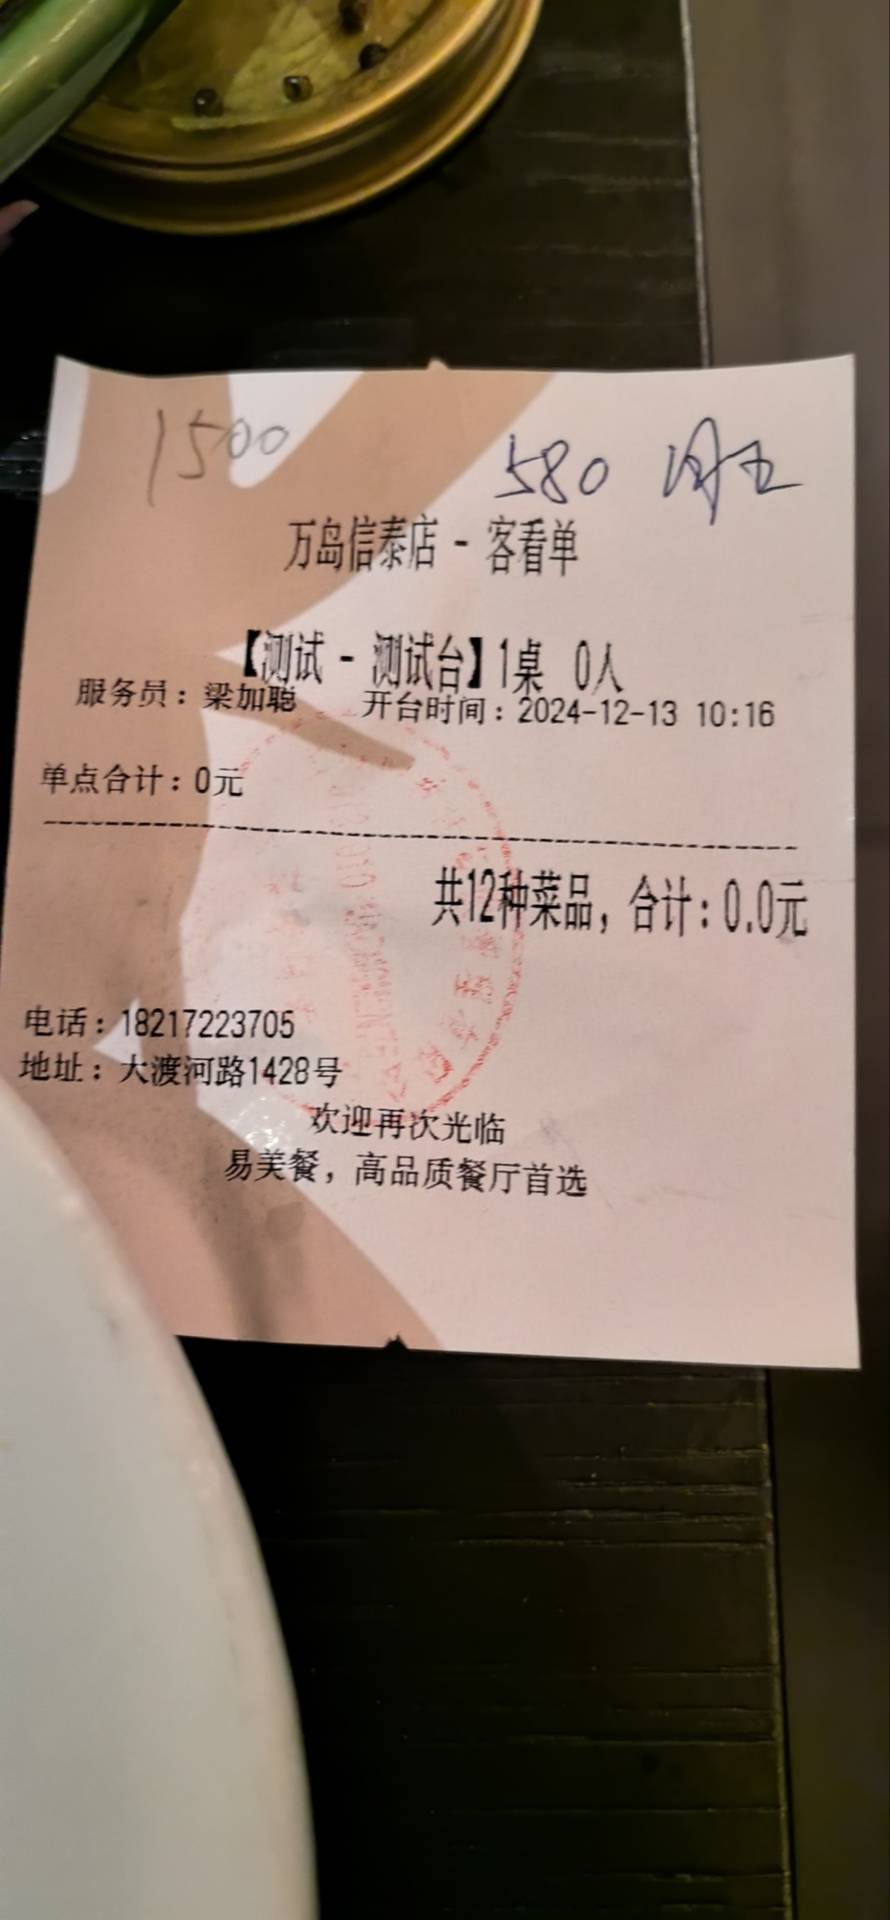 1500
580 周五
万岛信泰店 - 客看单
【测试 - 测试台】1桌 0人
服务员：梁加聪 开台时间：2024-12-13 10:16
单点合计：0元
共12种菜品，合计：0.0元
电话：18217223705
地址：大渡河路1428号
欢迎再次光临
易美餐，高品质餐厅首选